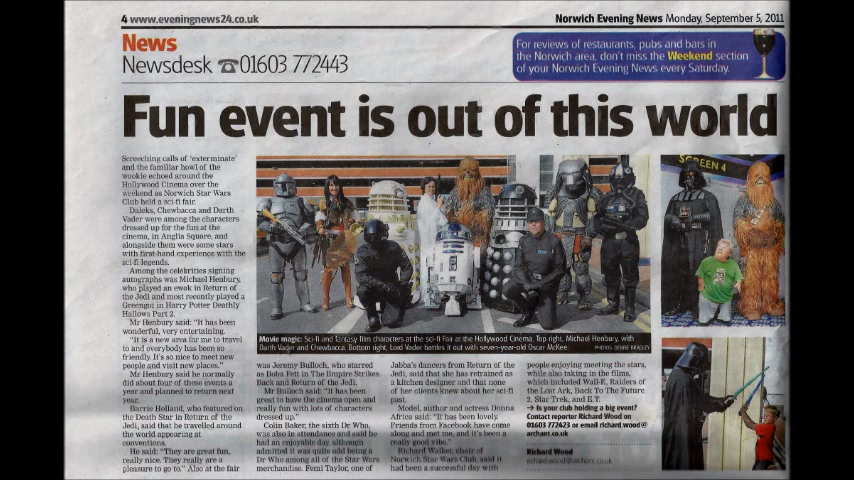 4 www.eveningnews24.co.uk
Norwich Evening News Monday, September 5, 2011
News
Newsdesk ☎01603 772443
For reviews of restaurants, pubs and bars in
the Norwich area, don't miss the Weekend section
of your Norwich Evening News every Saturday.
Fun event is out of this world
Screeching calls of 'exterminate'
and the familiar howl of the
wookie echoed around the
Hollywood Cinema over the
weekend as Norwich Star Wars
Club held a sci-fi fair.
Daleks, Chewbacca and Darth
Vader were among the characters
dressed up for the fun at the
cinema, in Anglia Square, and
alongside them were some stars
with first-hand experience with the
sci-fi legends.
Among the celebrities signing
autographs was Michael Henbury,
who played an ewok in Return of
the Jedi and most recently played a
Greengot in Harry Potter Deathly
Hallows Part 2.
Mr Henbury said: "It has been
wonderful, very entertaining.
"It is a new area for me to travel
to and everybody has been so
friendly. It's so nice to meet new
people and visit new places."
Mr Henbury said he normally
did about four of these events a
year and planned to return next
year.
Barrie Holland, who featured on
the Death Star in Return of the
Jedi, said that he travelled around
the world appearing at
conventions.
He said: "They are great fun,
really nice. They really are a
pleasure to go to." Also at the fair
SCREEN 4
Movie magic: Sci-fi and fantasy film characters at the sci-fi Fair at the Hollywood Cinema. Top right, Michael Henbury, with
Darth Vader and Chewbacca. Bottom right, Lord Vader battles it out with seven-year-old Oscar McKee.
PHOTOS: DENISE BRADLEY
was Jeremy Bulloch, who starred
as Boba Fett in The Empire Strikes
Back and Return of the Jedi.
Mr Bulloch said: "It has been
great to have the cinema open and
really fun with lots of characters
dressed up."
Colin Baker, the sixth Dr Who,
was also in attendance and said he
had an enjoyable day, although
admitted it was quite odd being a
Dr Who among all of the Star Wars
merchandise. Femi Taylor, one of
Jabba's dancers from Return of the
Jedi, said that she had retrained as
a kitchen designer and that none
of her clients knew about her sci-fi
past.
Model, author and actress Donna
Africa said: "It has been lovely.
Friends from Facebook have come
along and met me, and it's been a
really good vibe."
Richard Walker, chair of
Norwich Star Wars Club, said it
had been a successful day with
people enjoying meeting the stars,
while also taking in the films,
which included Wall-E, Raiders of
the Lost Ark, Back To The Future
2, Star Trek, and E.T.
→ Is your club holding a big event?
Contact reporter Richard Wood on
01603 772423 or email richard.wood@
archant.co.uk
Richard Wood
richard.wood@archant.co.uk